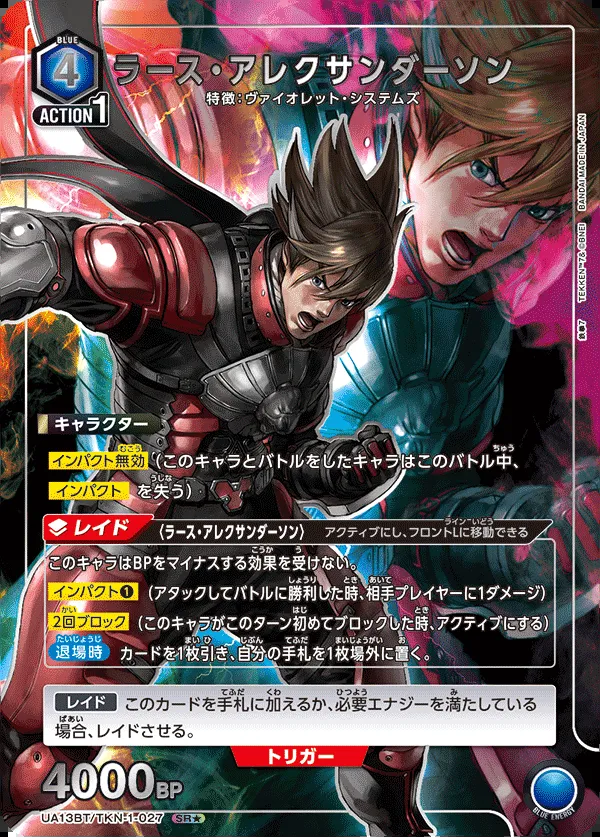 BLUE
4
ACTION 1
ラース・アレクサンダーソン
特徴：ヴァイオレット・システムズ
鉄拳7 TEKKEN™7& ©BNEI BANDAI MADE IN JAPAN
キャラクター
インパクト無効（このキャラとバトルをしたキャラはこのバトル中、
インパクト を失う）
レイド 〈ラース・アレクサンダーソン〉 アクティブにし、フロントLに移動できる
このキャラはBPをマイナスする効果を受けない。
インパクト❶（アタックしてバトルに勝利した時、相手プレイヤーに1ダメージ）
2回ブロック（このキャラがこのターン初めてブロックした時、アクティブにする）
退場時 カードを1枚引き、自分の手札を1枚場外に置く。
レイド このカードを手札に加えるか、必要エナジーを満たしている
場合、レイドさせる。
トリガー
4000BP
BLUE ENERGY
UA13BT/TKN-1-027 SR★